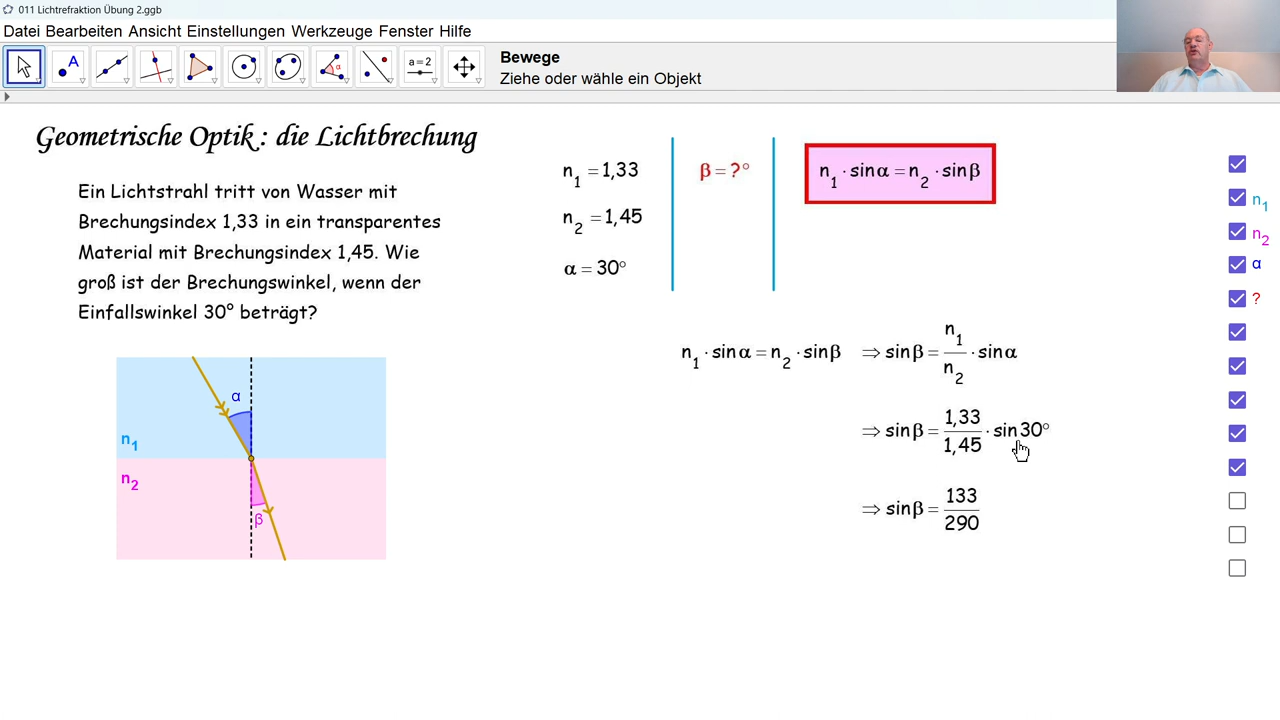 011 Lichtrefraktion Übung 2.ggb
Datei Bearbeiten Ansicht Einstellungen Werkzeuge Fenster Hilfe
A
α
a=2
Bewege
Ziehe oder wähle ein Objekt
Geometrische Optik : die Lichtbrechung
Ein Lichtstrahl tritt von Wasser mit
Brechungsindex 1,33 in ein transparentes
Material mit Brechungsindex 1,45. Wie
groß ist der Brechungswinkel, wenn der
Einfallswinkel 30° beträgt?
n₁ = 1,33
n₂ = 1,45
α = 30°
β = ? °
n₁ · sinα = n₂ · sinβ
n₁ · sinα = n₂ · sinβ ⇒ sinβ = n₁/n₂ · sinα
⇒ sinβ = 1,33/1,45 · sin30°
⇒ sinβ = 133/290
α
n₁
n₂
β
n₁
n₂
α
?